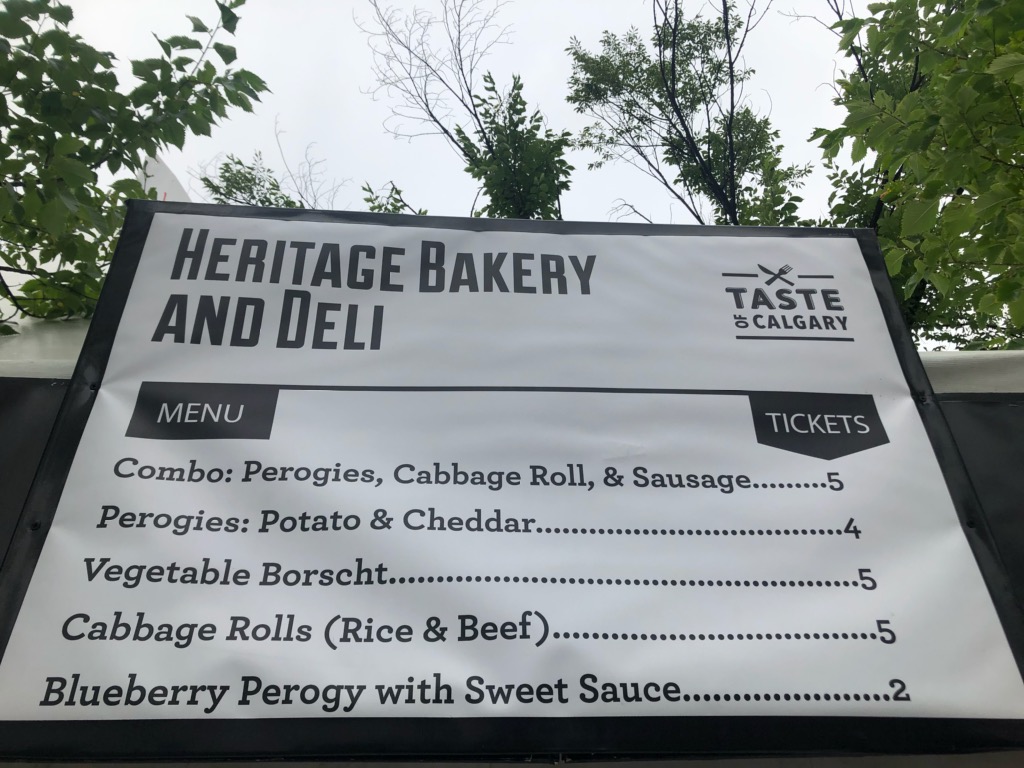 Heritage Bakery
and Deli
TASTE
OF CALGARY
MENU
TICKETS
Combo: Perogies, Cabbage Roll, & Sausage.........5
Perogies: Potato & Cheddar.................................4
Vegetable Borscht..................................................5
Cabbage Rolls (Rice & Beef)..................................5
Blueberry Perogy with Sweet Sauce.....................2